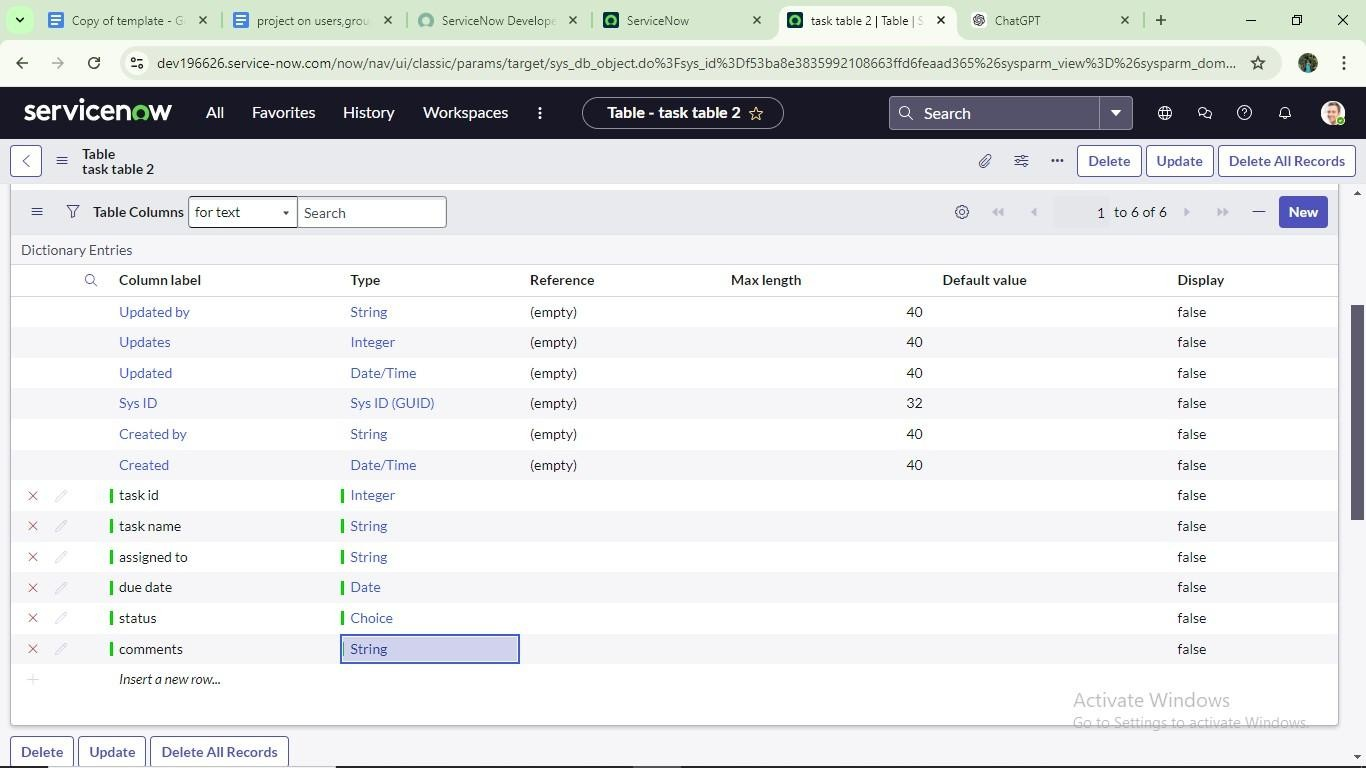 Copy of template - G
project on users,grou
ServiceNow Develope
ServiceNow
task table 2 | Table | S
ChatGPT
dev196626.service-now.com/now/nav/ui/classic/params/target/sys_db_object.do%3Fsys_id%3Df53ba8e3835992108663ffd6feaad365%26sysparm_view%3D%26sysparm_dom...
servicenow All Favorites History Workspaces Table - task table 2 Search
Table
task table 2
Delete Update Delete All Records
Table Columns for text Search 1 to 6 of 6 New
Dictionary Entries
Column label Type Reference Max length Default value Display
Updated by String (empty) 40 false
Updates Integer (empty) 40 false
Updated Date/Time (empty) 40 false
Sys ID Sys ID (GUID) (empty) 32 false
Created by String (empty) 40 false
Created Date/Time (empty) 40 false
task id Integer false
task name String false
assigned to String false
due date Date false
status Choice false
comments String false
Insert a new row...
Activate Windows
Go to Settings to activate Windows.
Delete Update Delete All Records